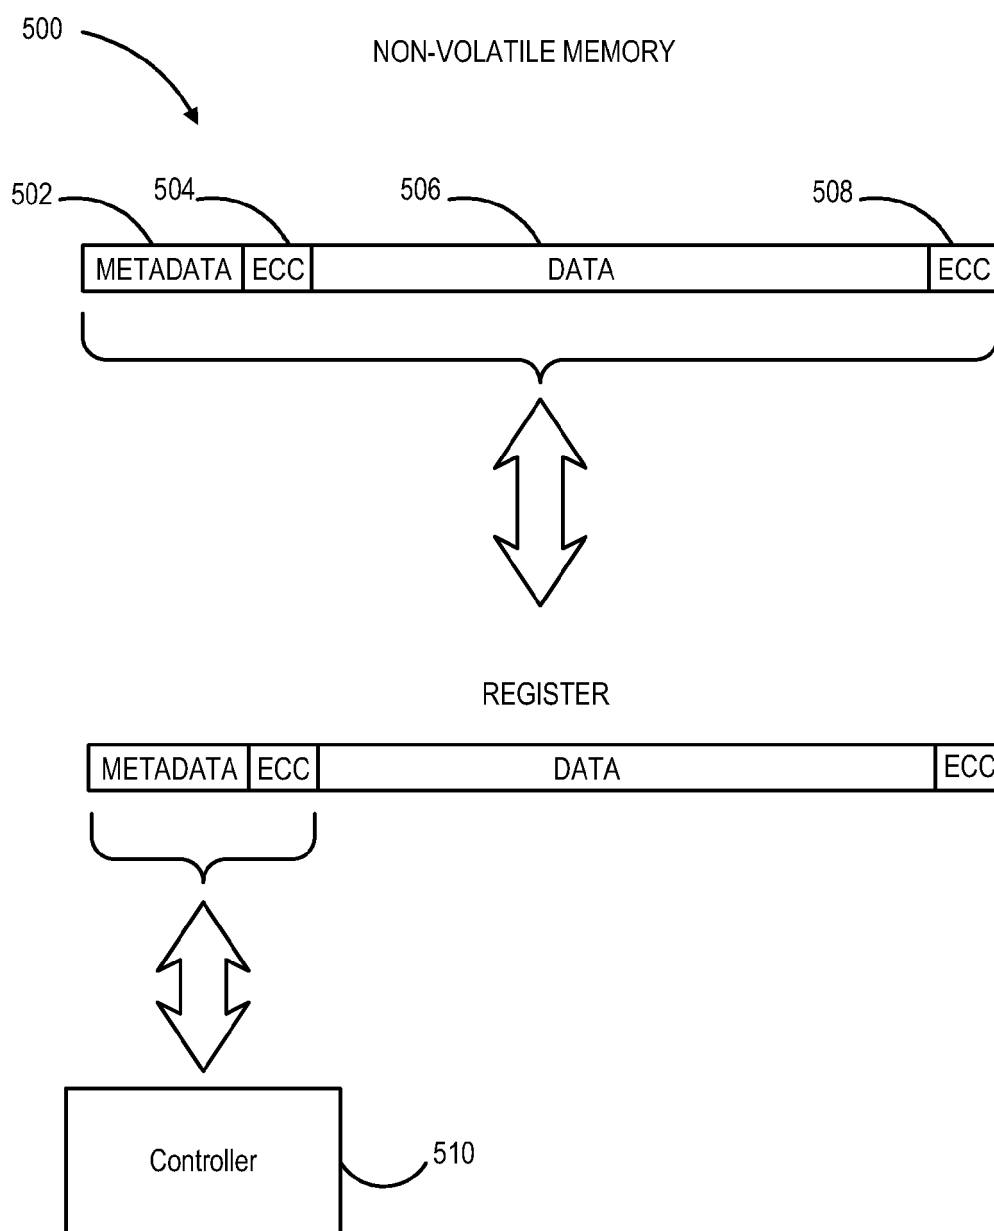 500
NON-VOLATILE MEMORY
502 504 506 508
METADATA ECC DATA ECC
REGISTER
METADATA ECC DATA ECC
Controller 510